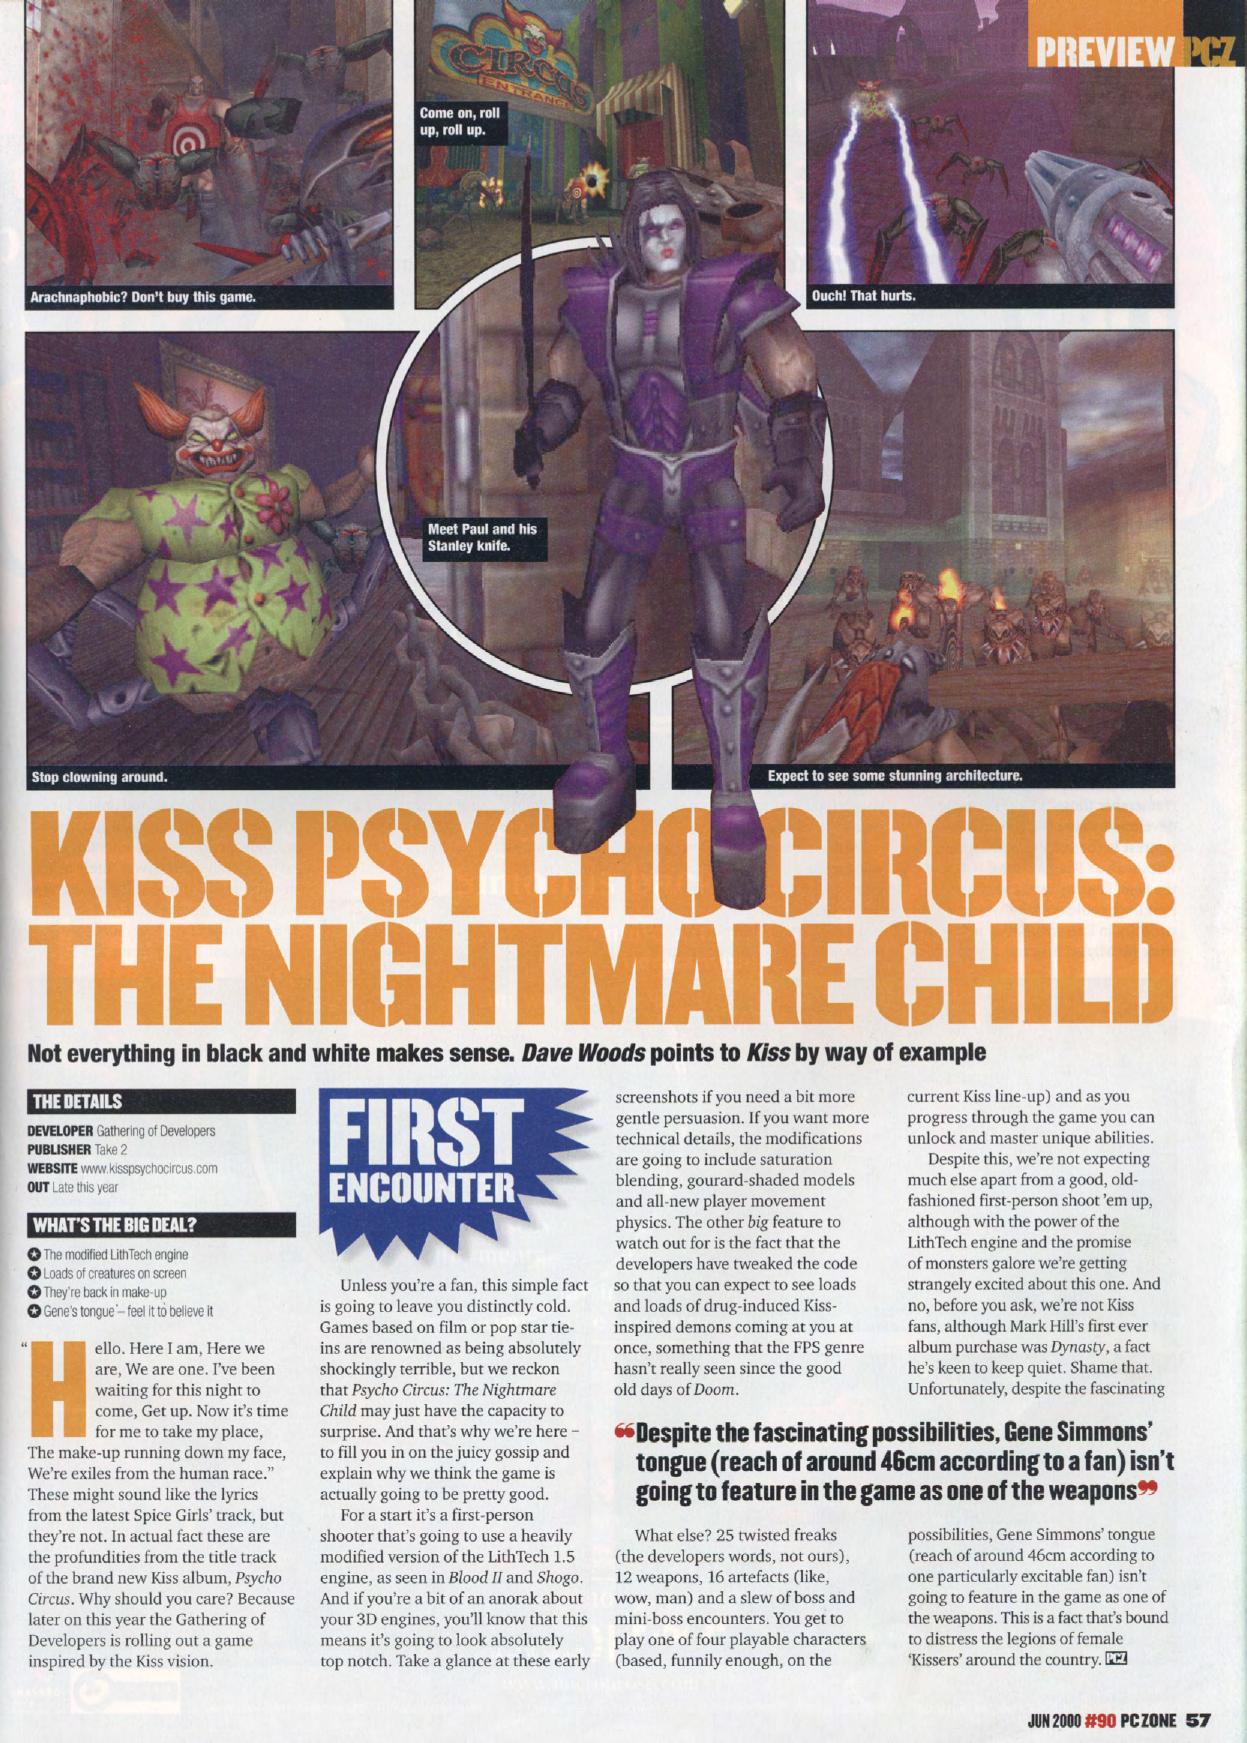 PREVIEW PCZ
CIRCUS
ENTRANCE
Come on, roll
up, roll up.
Arachnaphobic? Don't buy this game.
Ouch! That hurts.
Meet Paul and his
Stanley knife.
Stop clowning around.
Expect to see some stunning architecture.
KISS PSYCHO CIRCUS:
THE NIGHTMARE CHILD
Not everything in black and white makes sense. Dave Woods points to Kiss by way of example
THE DETAILS
DEVELOPER Gathering of Developers
PUBLISHER Take 2
WEBSITE www.kisspsychocircus.com
OUT Late this year
WHAT'S THE BIG DEAL?
The modified LithTech engine
Loads of creatures on screen
They're back in make-up
Gene's tongue – feel it to believe it
"Hello. Here I am, Here we
are, We are one. I've been
waiting for this night to
come, Get up. Now it's time
for me to take my place,
The make-up running down my face,
We're exiles from the human race."
These might sound like the lyrics
from the latest Spice Girls' track, but
they're not. In actual fact these are
the profundities from the title track
of the brand new Kiss album, Psycho
Circus. Why should you care? Because
later on this year the Gathering of
Developers is rolling out a game
inspired by the Kiss vision.
FIRST
ENCOUNTER
Unless you're a fan, this simple fact
is going to leave you distinctly cold.
Games based on film or pop star tie-
ins are renowned as being absolutely
shockingly terrible, but we reckon
that Psycho Circus: The Nightmare
Child may just have the capacity to
surprise. And that's why we're here –
to fill you in on the juicy gossip and
explain why we think the game is
actually going to be pretty good.
For a start it's a first-person
shooter that's going to use a heavily
modified version of the LithTech 1.5
engine, as seen in Blood II and Shogo.
And if you're a bit of an anorak about
your 3D engines, you'll know that this
means it's going to look absolutely
top notch. Take a glance at these early
screenshots if you need a bit more
gentle persuasion. If you want more
technical details, the modifications
are going to include saturation
blending, gourard-shaded models
and all-new player movement
physics. The other big feature to
watch out for is the fact that the
developers have tweaked the code
so that you can expect to see loads
and loads of drug-induced Kiss-
inspired demons coming at you at
once, something that the FPS genre
hasn't really seen since the good
old days of Doom.
What else? 25 twisted freaks
(the developers words, not ours),
12 weapons, 16 artefacts (like,
wow, man) and a slew of boss and
mini-boss encounters. You get to
play one of four playable characters
(based, funnily enough, on the
current Kiss line-up) and as you
progress through the game you can
unlock and master unique abilities.
Despite this, we're not expecting
much else apart from a good, old-
fashioned first-person shoot 'em up,
although with the power of the
LithTech engine and the promise
of monsters galore we're getting
strangely excited about this one. And
no, before you ask, we're not Kiss
fans, although Mark Hill's first ever
album purchase was Dynasty, a fact
he's keen to keep quiet. Shame that.
Unfortunately, despite the fascinating
possibilities, Gene Simmons' tongue
(reach of around 46cm according to
one particularly excitable fan) isn't
going to feature in the game as one of
the weapons. This is a fact that's bound
to distress the legions of female
'Kissers' around the country. PCZ
“Despite the fascinating possibilities, Gene Simmons'
tongue (reach of around 46cm according to a fan) isn't
going to feature in the game as one of the weapons”
JUN 2000 #90 PC ZONE 57